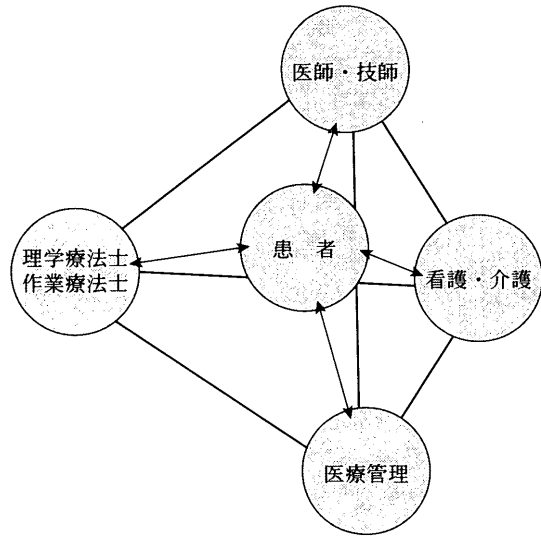 医師・技師
患　者
理学療法士
作業療法士
看護・介護
医療管理